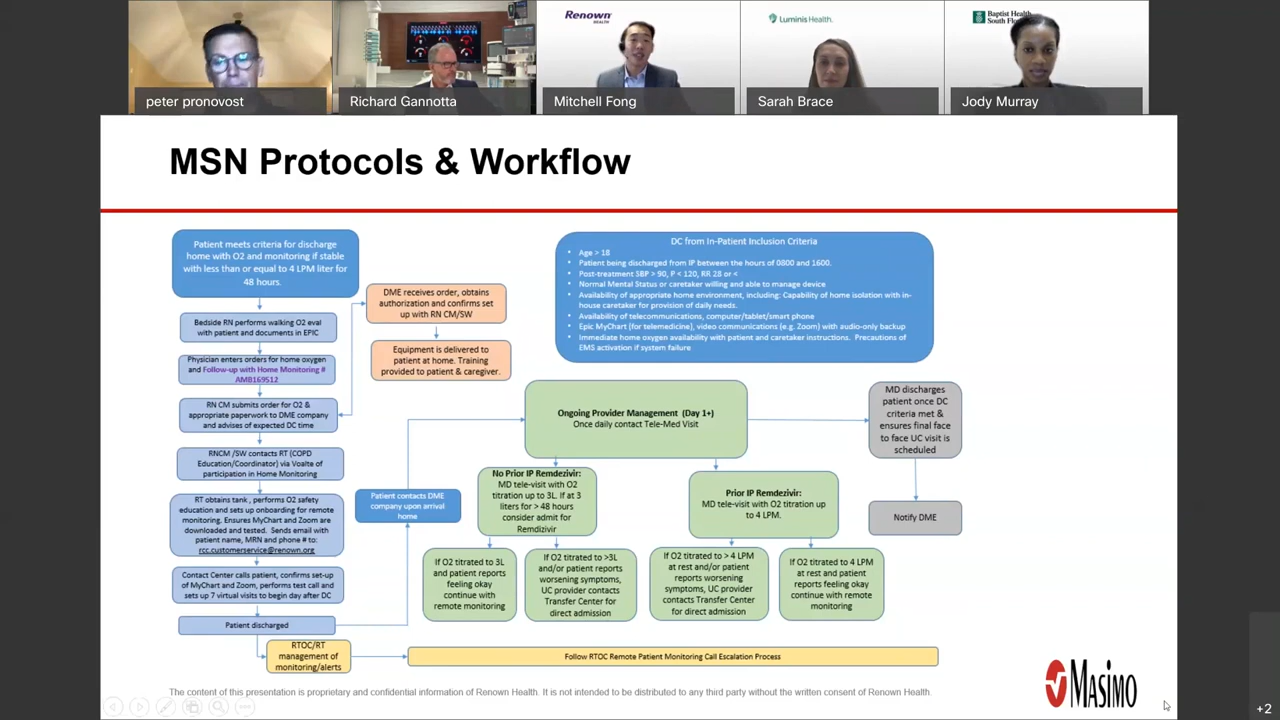 Renown
HEALTH
Luminis Health.
Baptist Health
South Flo
peter pronovost
Richard Gannotta
Mitchell Fong
Sarah Brace
Jody Murray
MSN Protocols & Workflow
Patient meets criteria for discharge
home with O2 and monitoring if stable
with less than or equal to 4 LPM liter for
48 hours.
Bedside RN performs walking O2 eval
with patient and documents in EPIC
Physician enters orders for home oxygen
and Follow-up with Home Monitoring #
AMB169512
RN CM submits order for O2 &
appropriate paperwork to DME company
and advises of expected DC time
RNCM /SW contacts RT (COPD
Education/Coordinator) via Voalte of
participation in Home Monitoring
RT obtains tank , performs O2 safety
education and sets up onboarding for remote
monitoring. Ensures MyChart and Zoom are
downloaded and tested. Sends email with
patient name, MRN and phone # to:
rcc.customerservice@renown.org
Contact Center calls patient, confirms set-up
of MyChart and Zoom, performs test call and
sets up 7 virtual visits to begin day after DC
Patient discharged
RTOC/RT
management of
monitoring/alerts
DME receives order, obtains
authorization and confirms set
up with RN CM/SW
Equipment is delivered to
patient at home. Training
provided to patient & caregiver.
Patient contacts DME
company upon arrival
home
DC from In-Patient Inclusion Criteria
• Age > 18
• Patient being discharged from IP between the hours of 0800 and 1600.
• Post-treatment SBP > 90, P < 120, RR 28 or <
• Normal Mental Status or caretaker willing and able to manage device
• Availability of appropriate home environment, including: Capability of home isolation with in-
house caretaker for provision of daily needs.
• Availability of telecommunications, computer/tablet/smart phone
• Epic MyChart (for telemedicine), video communications (e.g. Zoom) with audio-only backup
• Immediate home oxygen availability with patient and caretaker instructions. Precautions of
EMS activation if system failure
Ongoing Provider Management (Day 1+)
Once daily contact Tele-Med Visit
No Prior IP Remdezivir:
MD tele-visit with O2
titration up to 3L. If at 3
liters for > 48 hours
consider admit for
Remdizivir
Prior IP Remdezivir:
MD tele-visit with O2 titration up
to 4 LPM.
If O2 titrated to 3L
and patient reports
feeling okay
continue with
remote monitoring
If O2 titrated to >3L
and/or patient reports
worsening symptoms,
UC provider contacts
Transfer Center for
direct admission
If O2 titrated to > 4 LPM
at rest and/or patient
reports worsening
symptoms, UC provider
contacts Transfer Center
for direct admission
If O2 titrated to 4 LPM
at rest and patient
reports feeling okay
continue with remote
monitoring
MD discharges
patient once DC
criteria met &
ensures final face
to face UC visit is
scheduled
Notify DME
Follow RTOC Remote Patient Monitoring Call Escalation Process
The content of this presentation is proprietary and confidential information of Renown Health. It is not intended to be distributed to any third party without the written consent of Renown Health.
Masimo
+2